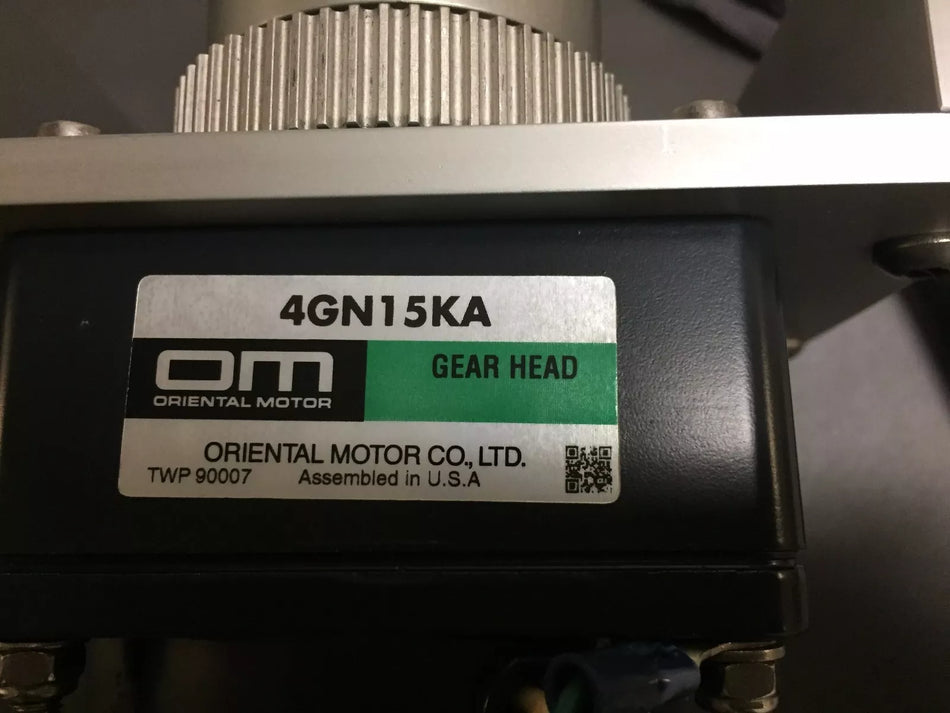 4GN15KA
om
ORIENTAL MOTOR
GEAR HEAD
ORIENTAL MOTOR CO., LTD.
TWP 90007 Assembled in U.S.A